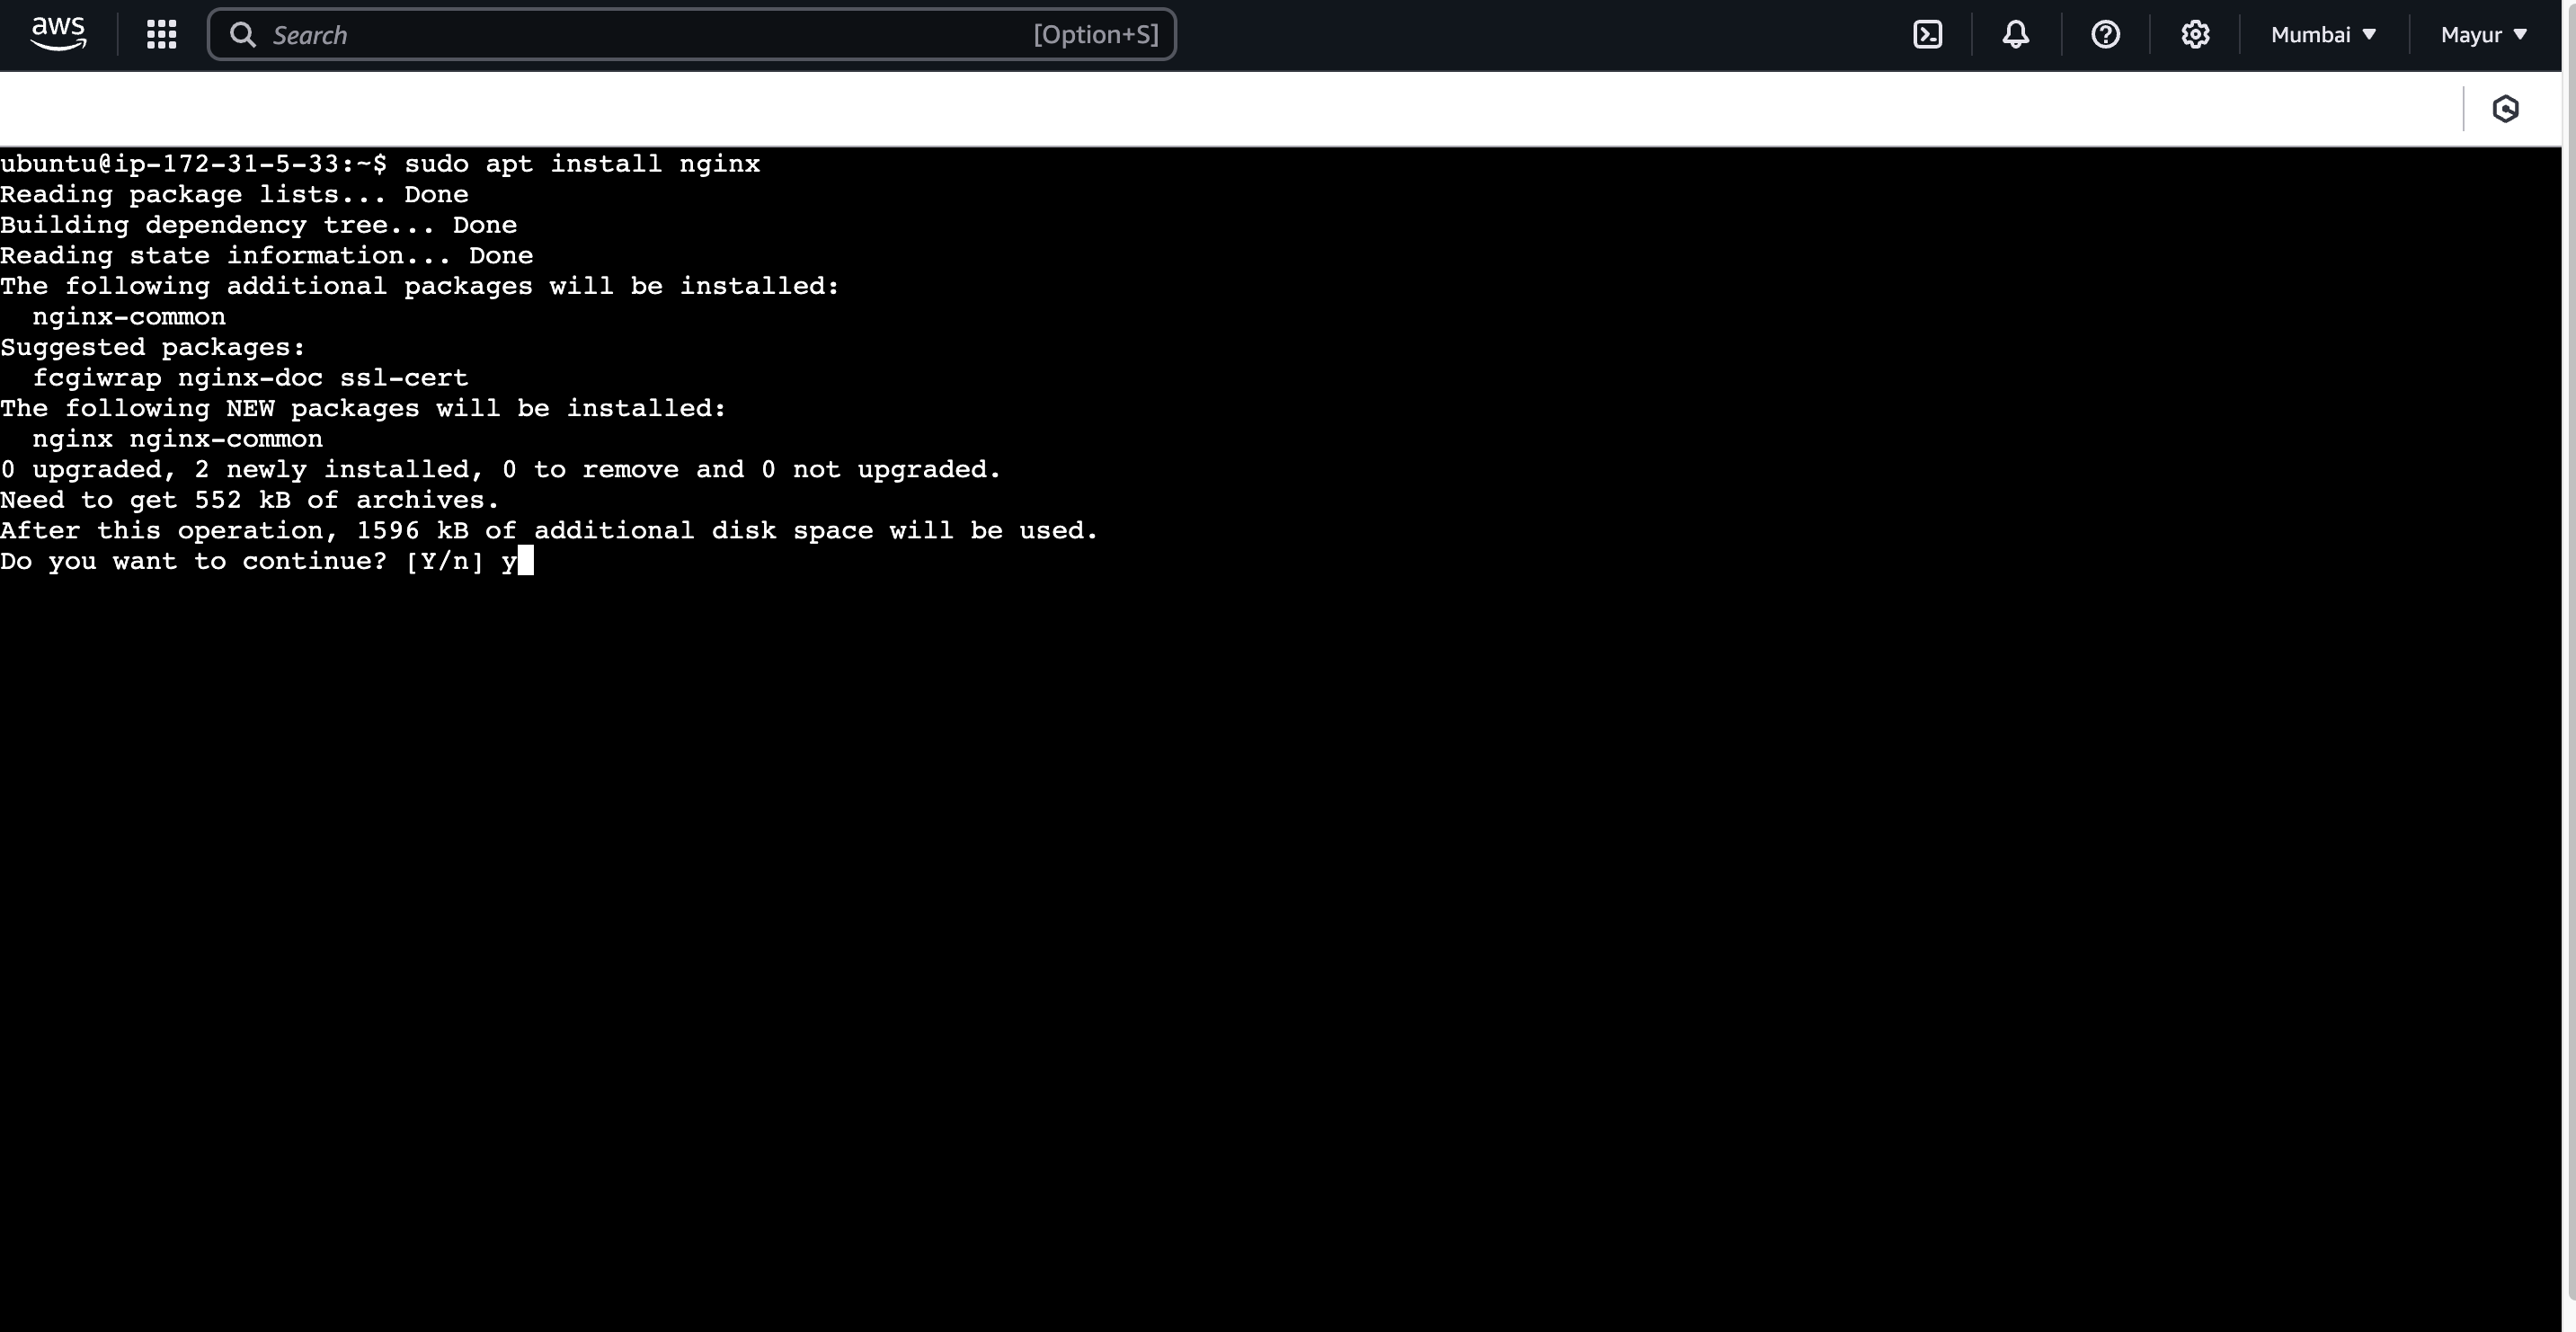 aws
Search [Option+S] Mumbai Mayur
ubuntu@ip-172-31-5-33:~$ sudo apt install nginx
Reading package lists... Done
Building dependency tree... Done
Reading state information... Done
The following additional packages will be installed:
  nginx-common
Suggested packages:
  fcgiwrap nginx-doc ssl-cert
The following NEW packages will be installed:
  nginx nginx-common
0 upgraded, 2 newly installed, 0 to remove and 0 not upgraded.
Need to get 552 kB of archives.
After this operation, 1596 kB of additional disk space will be used.
Do you want to continue? [Y/n] y